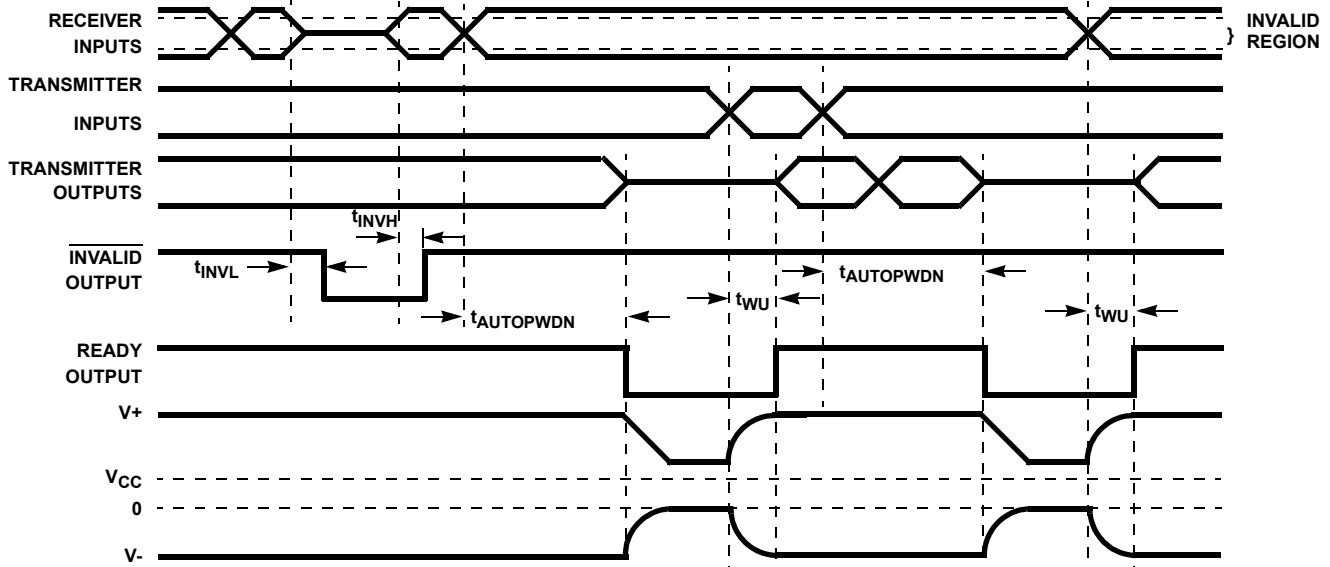 RECEIVER
INPUTS
} INVALID
REGION
TRANSMITTER
INPUTS
TRANSMITTER
OUTPUTS
tINVH
INVALID
OUTPUT
tINVL
tAUTOPWDN
tWU
tAUTOPWDN
tWU
READY
OUTPUT
V+
VCC
0
V-